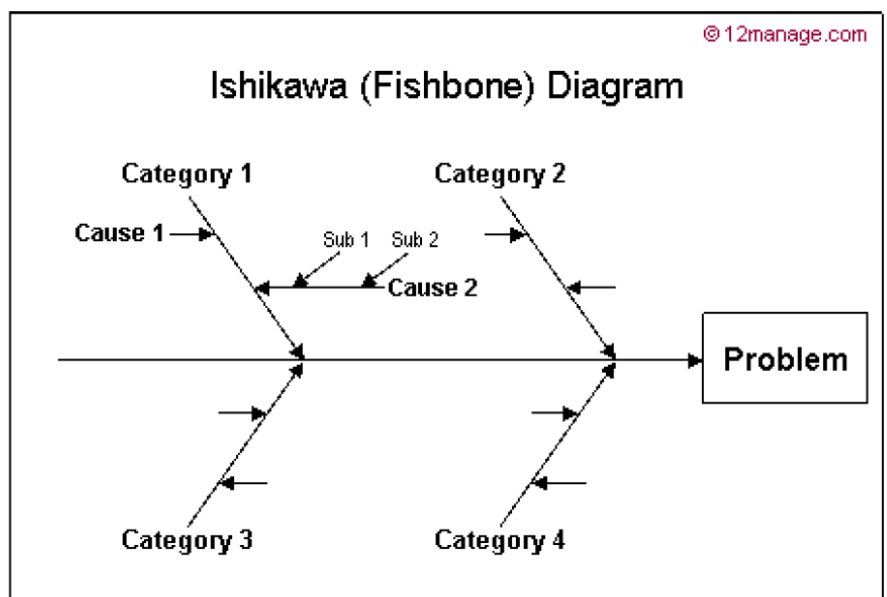 ©12manage.com
Ishikawa (Fishbone) Diagram
Category 1
Category 2
Cause 1
Sub 1
Sub 2
Cause 2
Problem
Category 3
Category 4